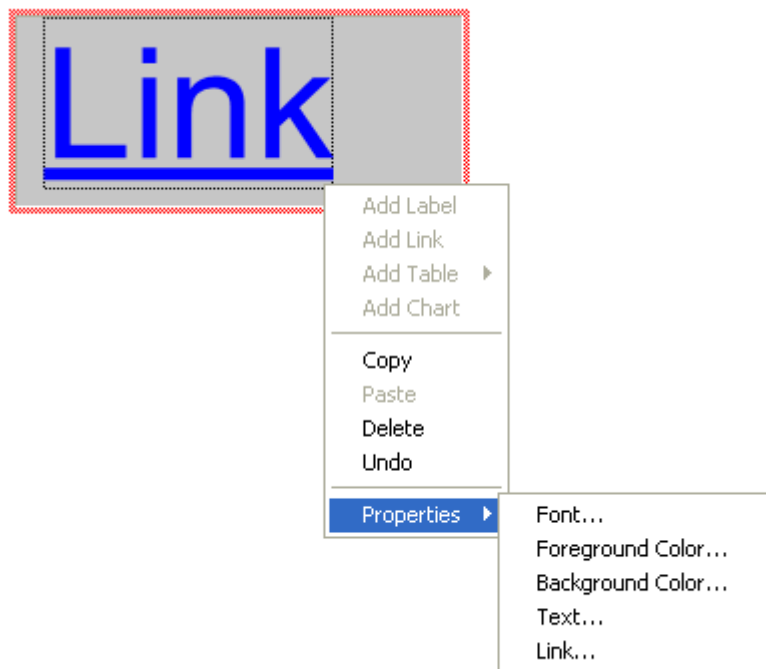 Link
Add Label
Add Link
Add Table
Add Chart
Copy
Paste
Delete
Undo
Properties
Font...
Foreground Color...
Background Color...
Text...
Link...